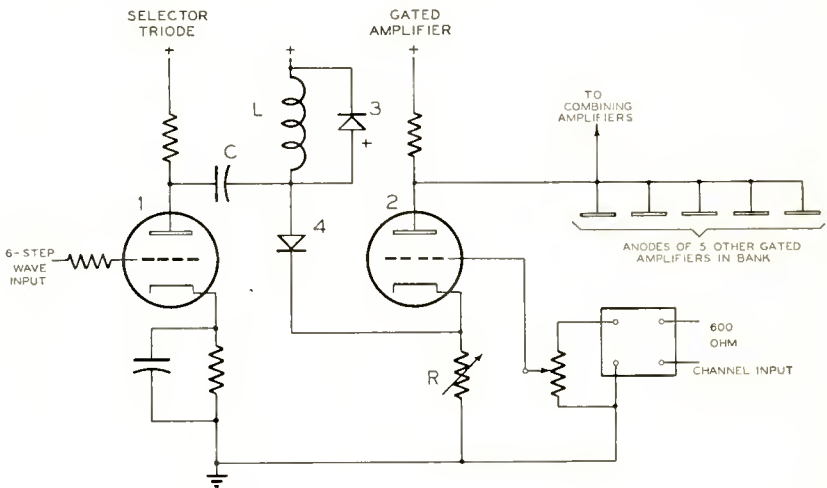 SELECTOR
TRIODE
+
+
GATED
AMPLIFIER
+
L
3
+
C
TO
COMBINING
AMPLIFIERS
1
2
4
6-STEP
WAVE
INPUT
ANODES OF 5 OTHER GATED
AMPLIFIERS IN BANK
R
600
OHM
CHANNEL INPUT